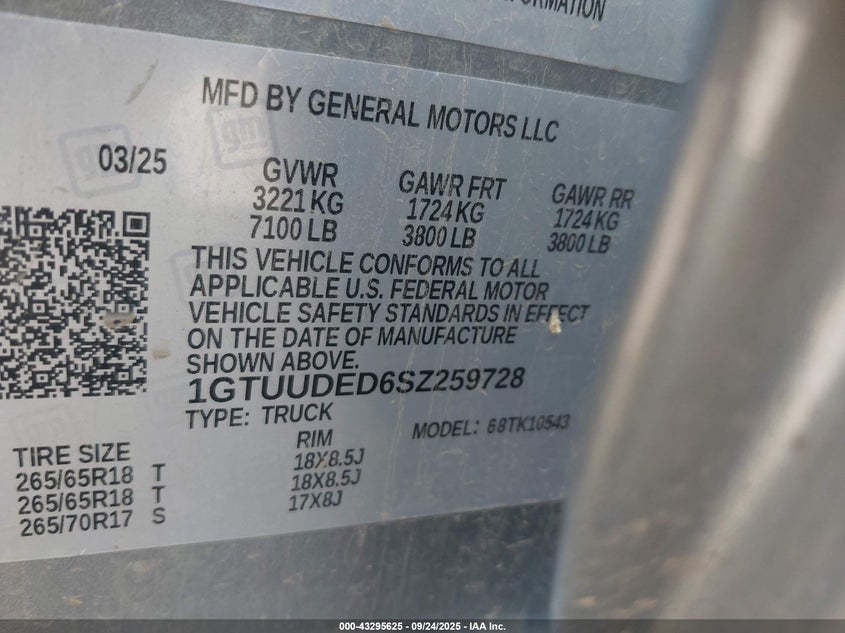 ORMATION
MFD BY GENERAL MOTORS LLC
03/25
GVWR GAWR FRT GAWR RR
3221 KG 1724 KG 1724 KG
7100 LB 3800 LB 3800 LB
THIS VEHICLE CONFORMS TO ALL
APPLICABLE U.S. FEDERAL MOTOR
VEHICLE SAFETY STANDARDS IN EFFECT
ON THE DATE OF MANUFACTURE
SHOWN ABOVE.
1GTUUDED6SZ259728
TYPE: TRUCK MODEL: 68TK10543
TIRE SIZE RIM
265/65R18 T 18X8.5J
265/65R18 T 18X8.5J
265/70R17 S 17X8J
000-43295625 - 09/24/2025 - IAA Inc.